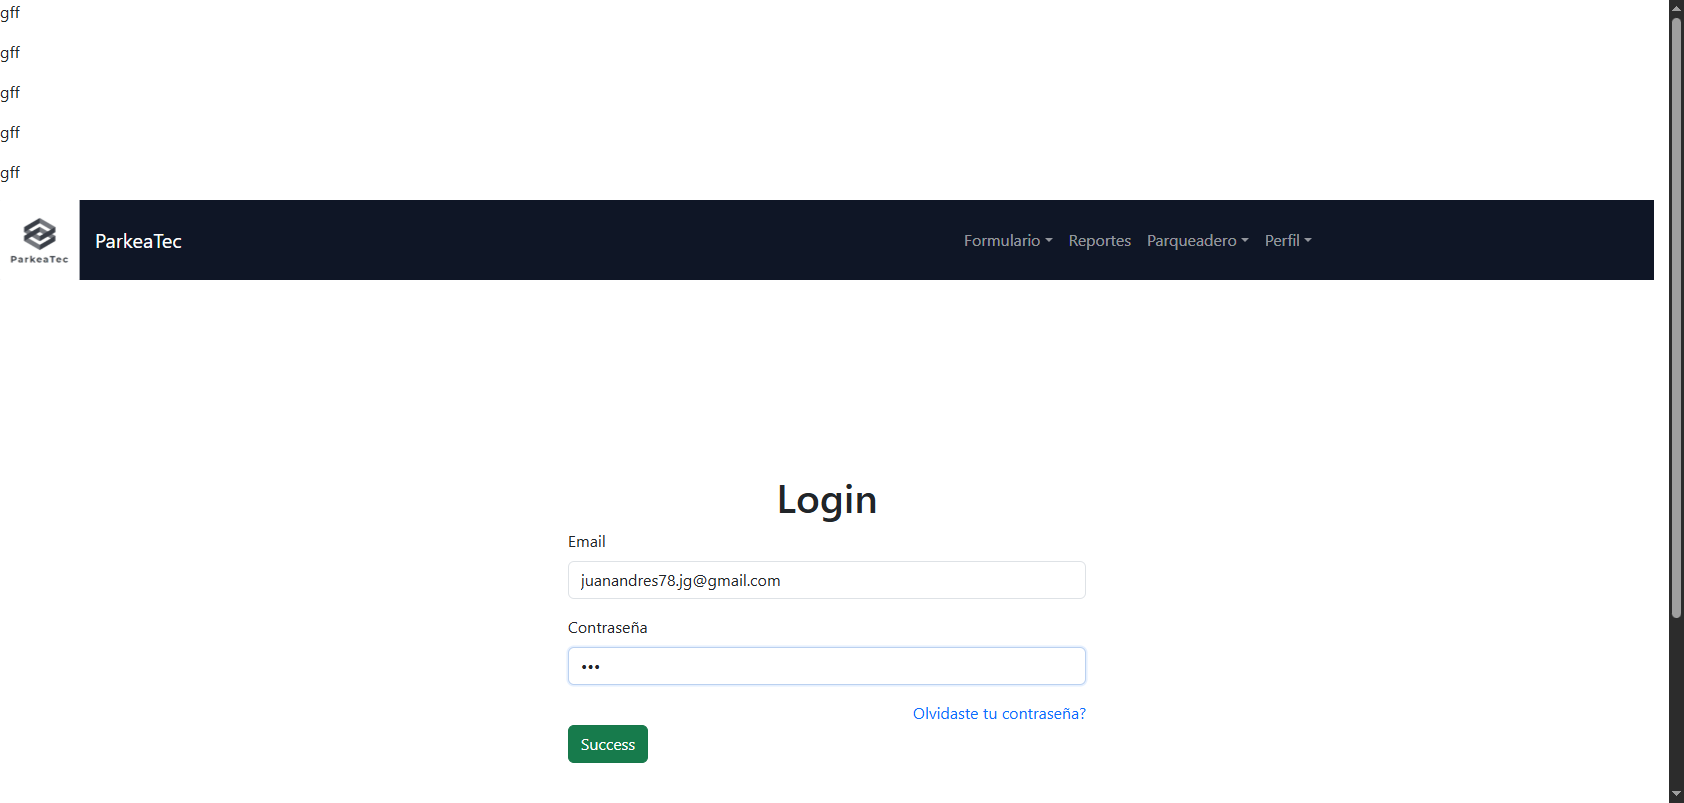 gff
gff
gff
gff
gff
ParkeaTec
ParkeaTec
Formulario Reportes Parqueadero Perfil
Login
Email
juanandres78.jg@gmail.com
Contraseña
•••
Olvidaste tu contraseña?
Success